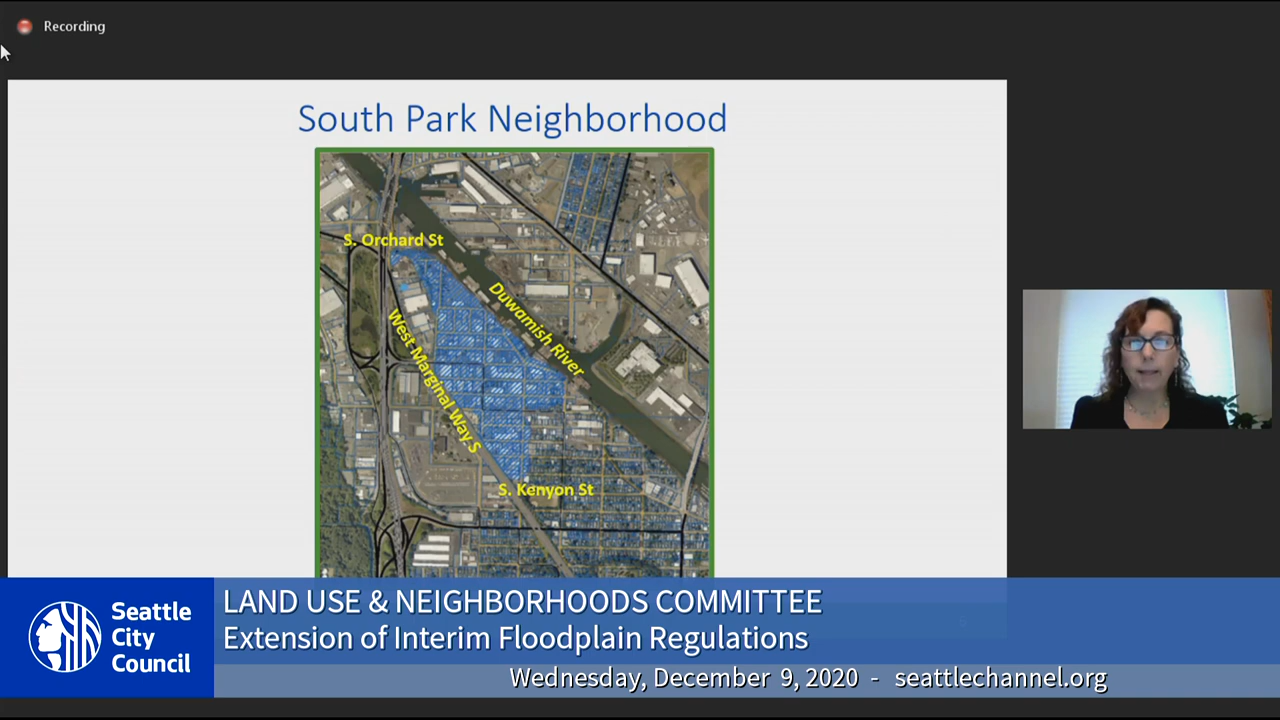 Recording
South Park Neighborhood
S. Orchard St
Duwamish River
West Marginal Way S
S. Kenyon St
Seattle
City
Council
LAND USE & NEIGHBORHOODS COMMITTEE
Extension of Interim Floodplain Regulations
Wednesday, December 9, 2020 - seattlechannel.org